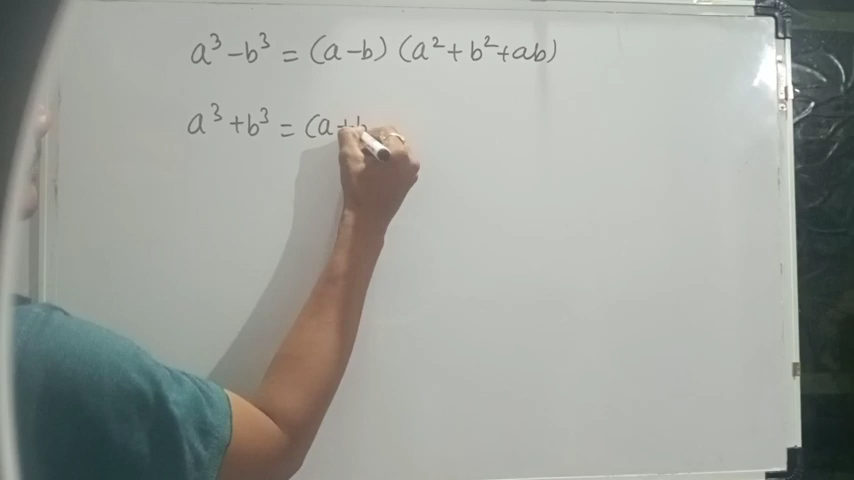 a³-b³ = (a-b) (a²+b²+ab)
a³+b³ = (a+b